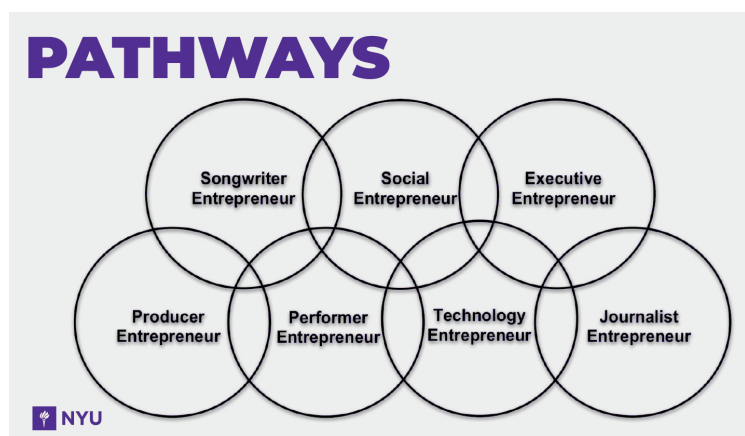 PATHWAYS
Songwriter
Entrepreneur
Social
Entrepreneur
Executive
Entrepreneur
Producer
Entrepreneur
Performer
Entrepreneur
Technology
Entrepreneur
Journalist
Entrepreneur
NYU